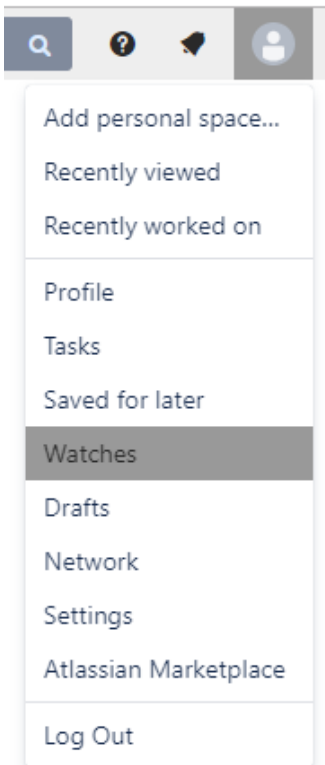 Add personal space...
Recently viewed
Recently worked on
Profile
Tasks
Saved for later
Watches
Drafts
Network
Settings
Atlassian Marketplace
Log Out